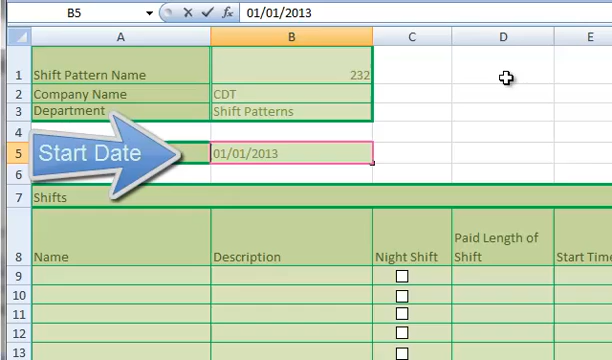 B5 fx 01/01/2013
A B C D E
1 Shift Pattern Name 232
2 Company Name CDT
3 Department Shift Patterns
4
5 Start Date 01/01/2013
6
7 Shifts
8 Name Description Night Shift Paid Length of Shift Start Time
9
10
11
12
13